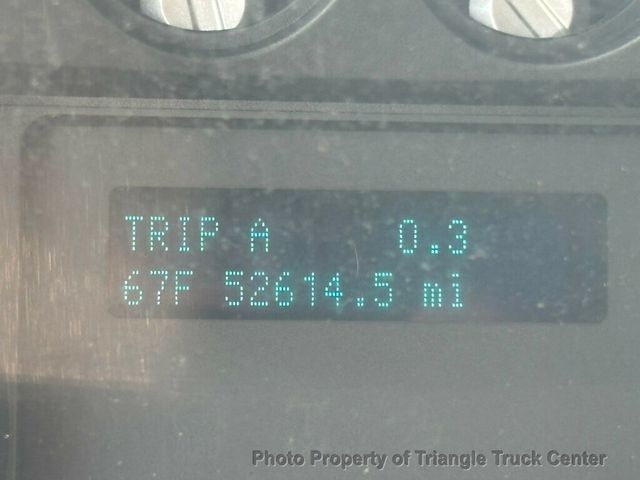 TRIP A 0.3
67F 52614.5 mi
Photo Property of Triangle Truck Center